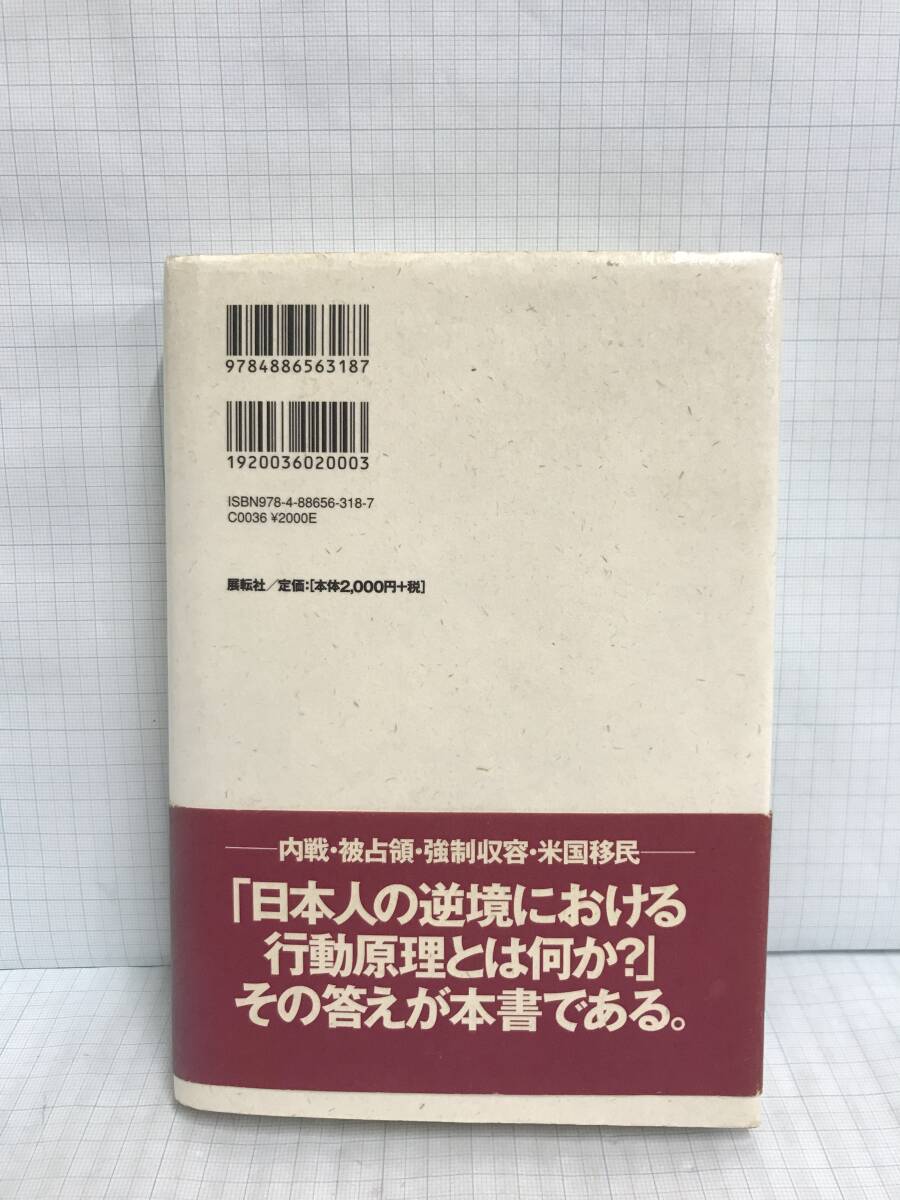 9784886563187
1920036020003
ISBN978-4-88656-318-7
C0036 ¥2000E
展転社／定価：[本体2,000円+税]
――内戦・被占領・強制収容・米国移民――
「日本人の逆境における
行動原理とは何か?」
その答えが本書である。